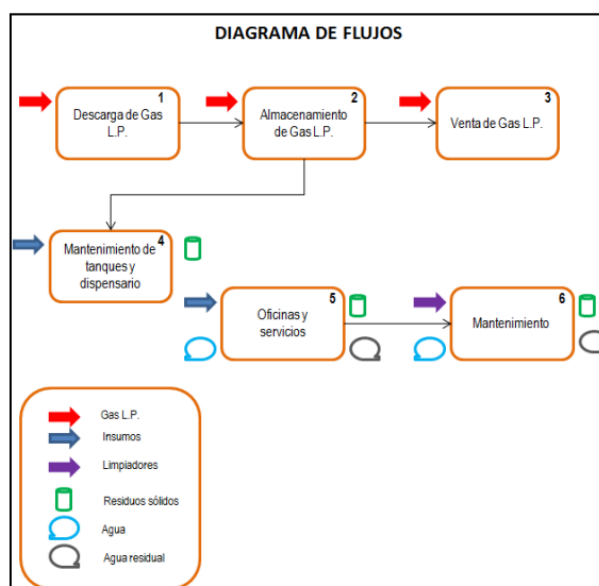 DIAGRAMA DE FLUJOS
1
Descarga de Gas
L.P.
2
Almacenamiento
de Gas L.P.
3
Venta de Gas L.P.
4
Mantenimiento de
tanques y
dispensario
5
Oficinas y
servicios
6
Mantenimiento
Gas L.P.
Insumos
Limpiadores
Residuos sólidos
Agua
Agua residual